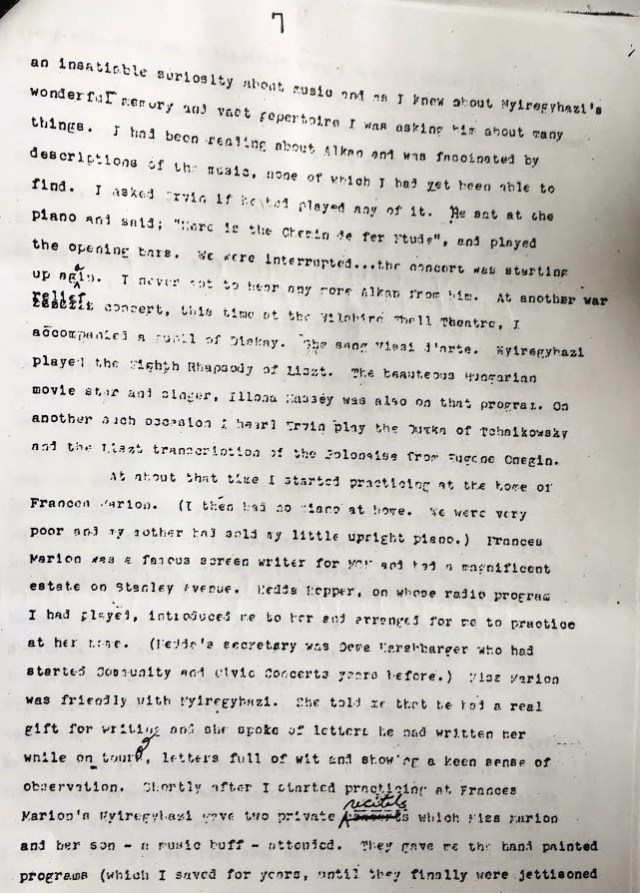 7
an insatiable curiosity about music and as I knew about Nyiregyhazi's
wonderful memory and vast repertoire I was asking him about many
things. I had been reading about Alkan and was fascinated by
descriptions of the music, none of which I had yet been able to
find. I asked Ervin if he had played any of it. He sat at the
piano and said; "Here is the Chemin de fer Etude", and played
the opening bars. We were interrupted...the concert was starting
up again. I never got to hear any more Alkan from him. At another war
relief concert, this time at the Wilshire Ebell Theatre, I
accompanied a pupil of Diskay. She sang Vissi d'arte. Nyiregyhazi
played the Eighth Rhapsody of Liszt. The beauteous Hungarian
movie star and singer, Illona Massey was also on that program. On
another such occasion I heard Ervin play the Dumka of Tchaikowsky
and the Liszt transcription of the Polonaise from Eugene Onegin.
At about that time I started practicing at the home of
Frances Marion. (I then had no piano at home. We were very
poor and my mother had sold my little upright piano.) Frances
Marion was a famous screen writer for MGM and had a magnificent
estate on Stanley Avenue. Hedda Hopper, on whose radio program
I had played, introduced me to her and arranged for me to practice
at her home. (Hedda's secretary was Dema Harshbarger who had
started Community and Civic Concerts years before.) Miss Marion
was friendly with Nyiregyhazi. She told me that he had a real
gift for writing and she spoke of letters he had written her
while on tour, letters full of wit and showing a keen sense of
observation. Shortly after I started practicing at Frances
Marion's Nyiregyhazi gave two private recitals which Miss Marion
and her son - a music buff - attended. They gave me the hand painted
programs (which I saved for years, until they finally were jettisoned